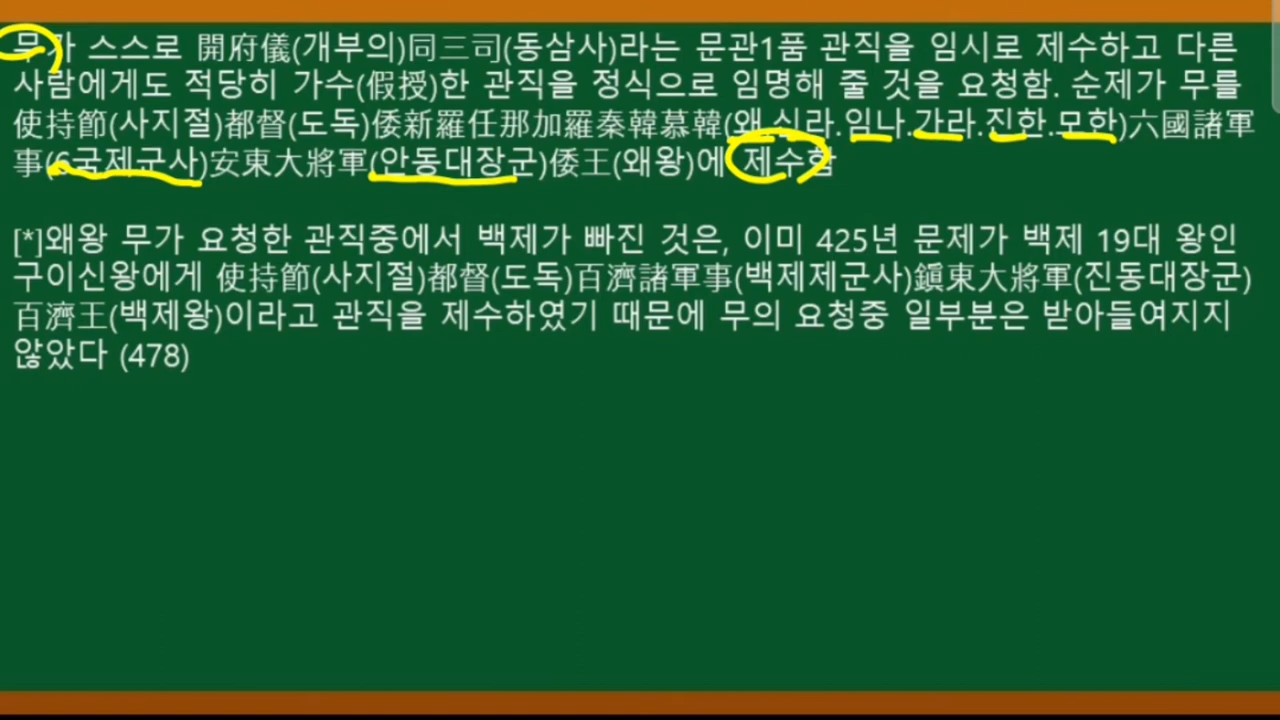 무가 스스로 開府儀(개부의)同三司(동삼사)라는 문관1품 관직을 임시로 제수하고 다른
사람에게도 적당히 가수(假授)한 관직을 정식으로 임명해 줄 것을 요청함. 순제가 무를
使持節(사지절)都督(도독)倭新羅任那加羅秦韓慕韓(왜.신라.임나.가라.진한.모한)六國諸軍
事(6국제군사)安東大將軍(안동대장군)倭王(왜왕)에 제수함
[*]왜왕 무가 요청한 관직중에서 백제가 빠진 것은, 이미 425년 문제가 백제 19대 왕인
구이신왕에게 使持節(사지절)都督(도독)百濟諸軍事(백제제군사)鎭東大將軍(진동대장군)
百濟王(백제왕)이라고 관직을 제수하였기 때문에 무의 요청중 일부분은 받아들여지지
않았다 (478)